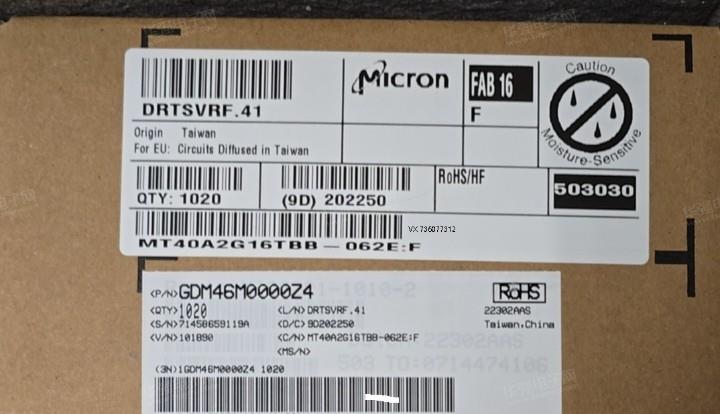 Micron
FAB 16
F
Caution
Moisture-Sensitive
DRTSVRF.41
Origin Taiwan
For EU: Circuits Diffused in Taiwan
QTY: 1020
(9D) 202250
RoHS/HF
503030
VX 736077312
MT40A2G16TBB-062E:F
<P/N>GDM46M0000Z4
RoHS
<QTY>1020
<L/N>DRTSVRF.41
22302AAS
<S/N>71458659119A
<D/C>9D202250
Taiwan.China
<V/N>101890
<C/N>MT40A2G16TBB-062E:F
<MS/N>
(3N)1GDM46M0000Z4 1020